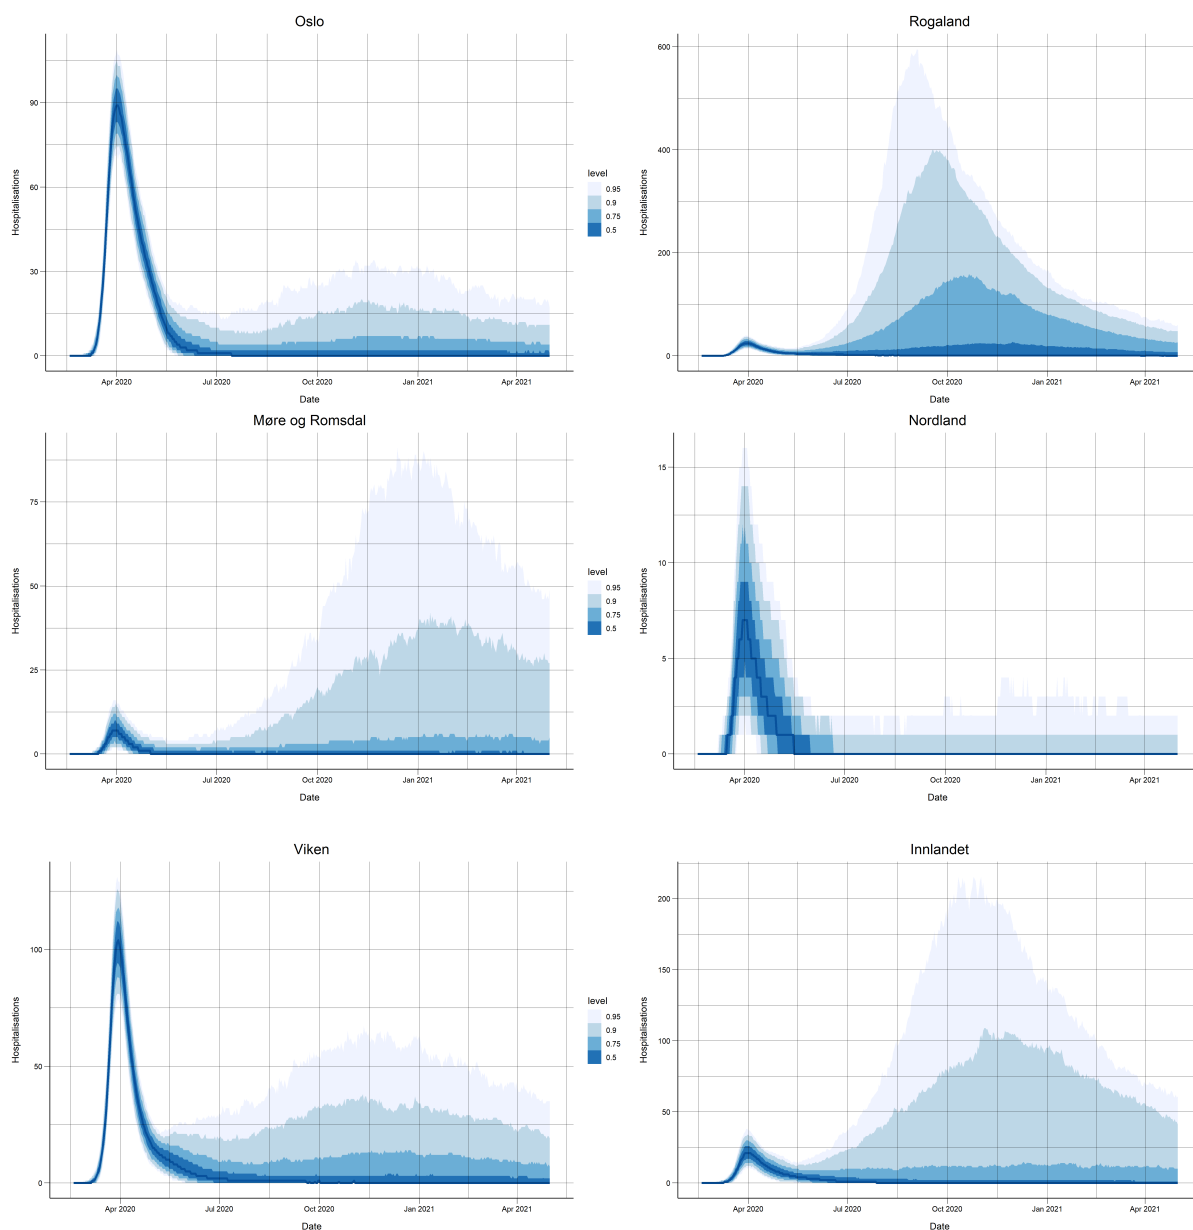 Oslo
Hospitalisations
90
60
30
0
Apr 2020 Jul 2020 Oct 2020 Jan 2021 Apr 2021
Date
level
0.95
0.9
0.75
0.5
Rogaland
Hospitalisations
600
400
200
0
Apr 2020 Jul 2020 Oct 2020 Jan 2021 Apr 2021
Date
Møre og Romsdal
Hospitalisations
75
50
25
0
Apr 2020 Jul 2020 Oct 2020 Jan 2021 Apr 2021
Date
level
0.95
0.9
0.75
0.5
Nordland
Hospitalisations
15
10
5
0
Apr 2020 Jul 2020 Oct 2020 Jan 2021 Apr 2021
Date
Viken
Hospitalisations
100
50
0
Apr 2020 Jul 2020 Oct 2020 Jan 2021 Apr 2021
Date
level
0.95
0.9
0.75
0.5
Innlandet
Hospitalisations
200
150
100
50
0
Apr 2020 Jul 2020 Oct 2020 Jan 2021 Apr 2021
Date